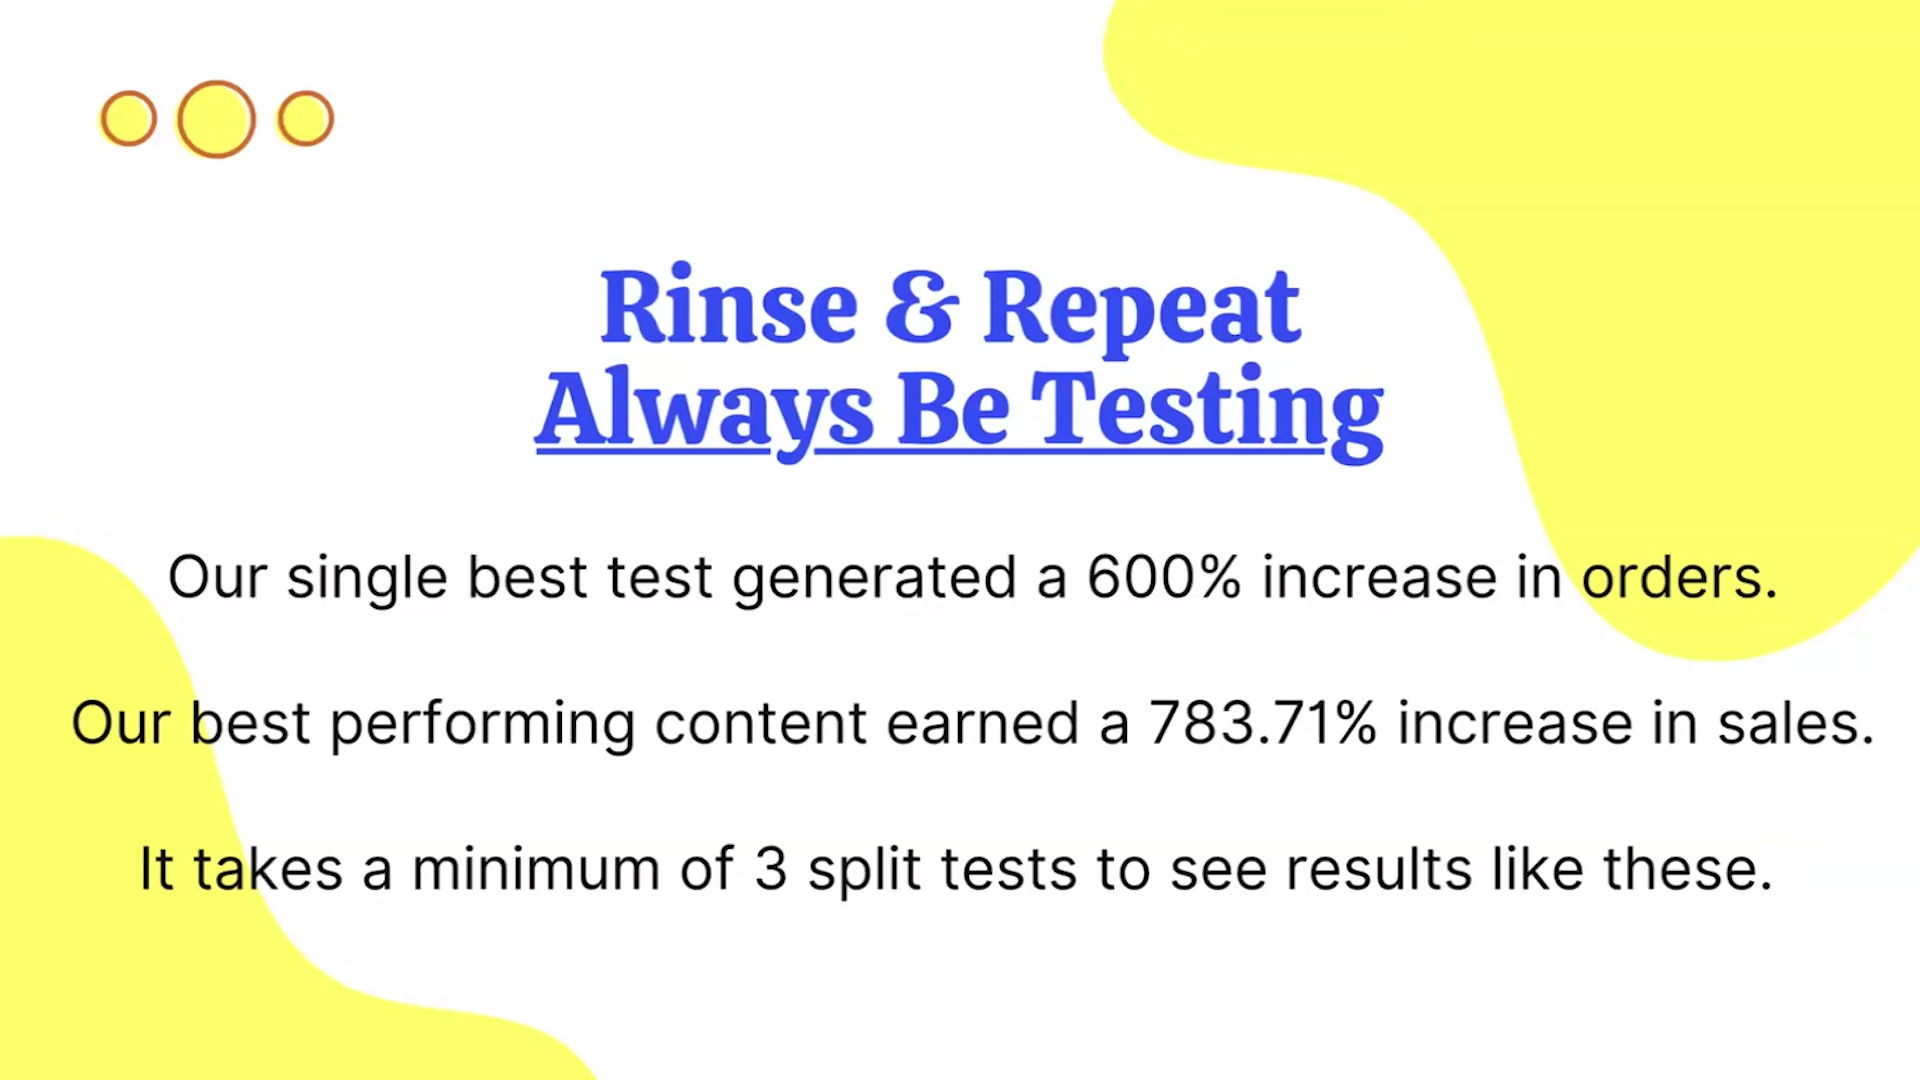 Rinse & Repeat
Always Be Testing
Our single best test generated a 600% increase in orders.
Our best performing content earned a 783.71% increase in sales.
It takes a minimum of 3 split tests to see results like these.